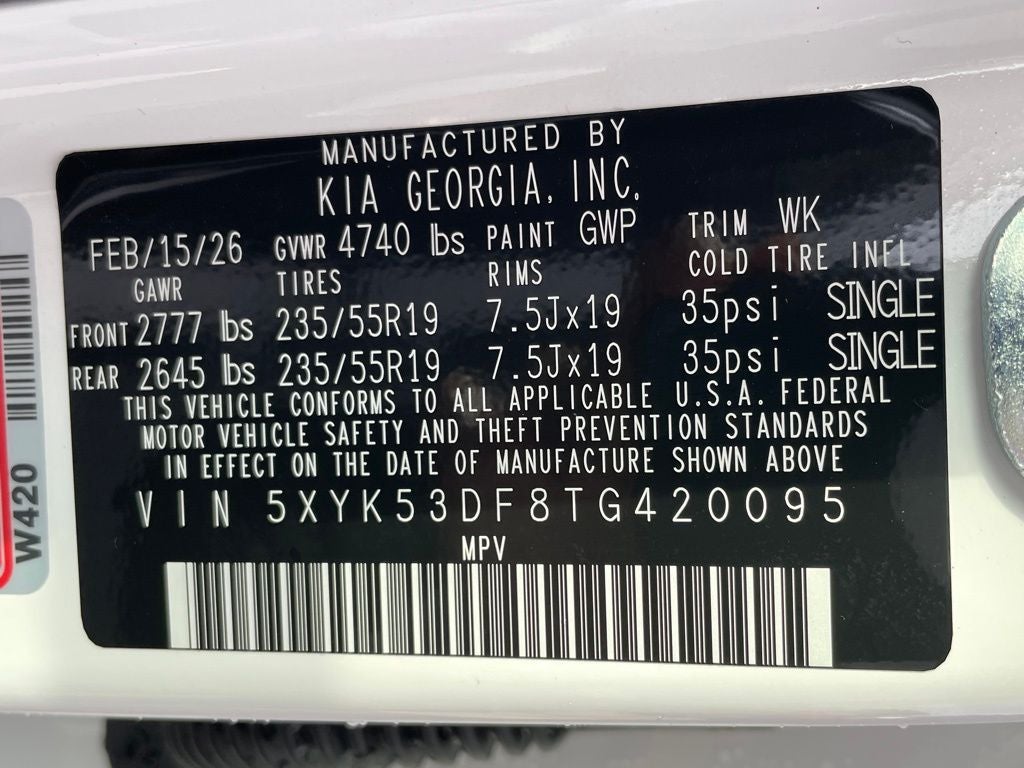 MANUFACTURED BY
KIA GEORGIA, INC.
FEB/15/26 GVWR 4740 lbs PAINT GWP TRIM WK
GAWR TIRES RIMS COLD TIRE INFL
FRONT 2777 lbs 235/55R19 7.5Jx19 35psi SINGLE
REAR 2645 lbs 235/55R19 7.5Jx19 35psi SINGLE
THIS VEHICLE CONFORMS TO ALL APPLICABLE U.S.A. FEDERAL
MOTOR VEHICLE SAFETY AND THEFT PREVENTION STANDARDS
IN EFFECT ON THE DATE OF MANUFACTURE SHOWN ABOVE
VIN 5XYK53DF8TG420095
MPV
W420